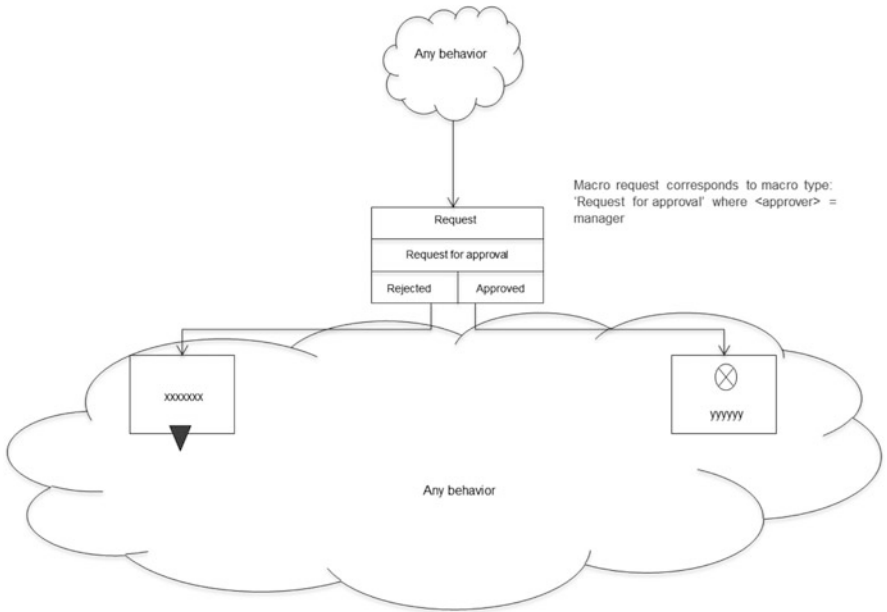 Any behavior
Macro request corresponds to macro type:
'Request for approval' where <approver> =
manager
Request
Request for approval
Rejected
Approved
xxxxxxx
yyyyyy
Any behavior